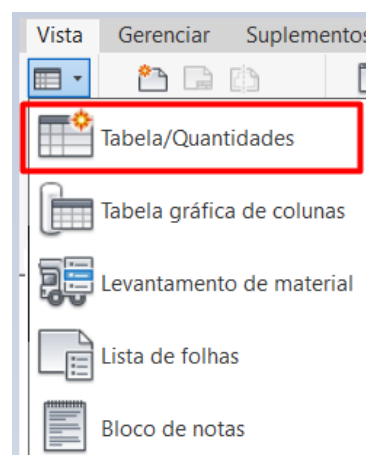 Vista Gerenciar Suplementos
Tabela/Quantidades
Tabela gráfica de colunas
Levantamento de material
Lista de folhas
Bloco de notas